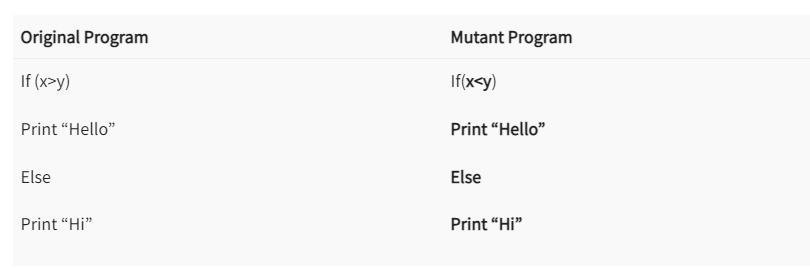 Original Program Mutant Program
If (x>y) If(x<y)
Print “Hello” Print “Hello”
Else Else
Print “Hi” Print “Hi”